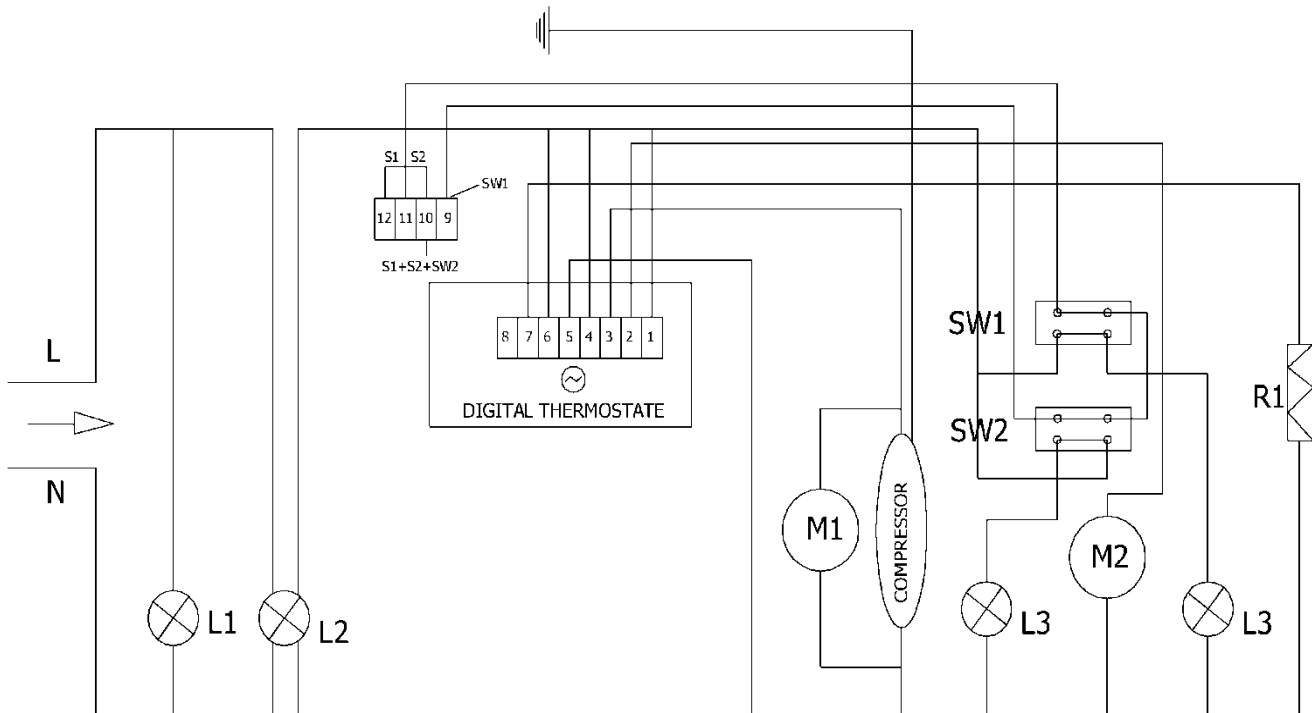 S1 S2
SW1
12 11 10 9
S1+S2+SW2
SW1
8 7 6 5 4 3 2 1
L
DIGITAL THERMOSTATE
R1
SW2
N
COMPRESSOR
M1
M2
L1
L2
L3
L3